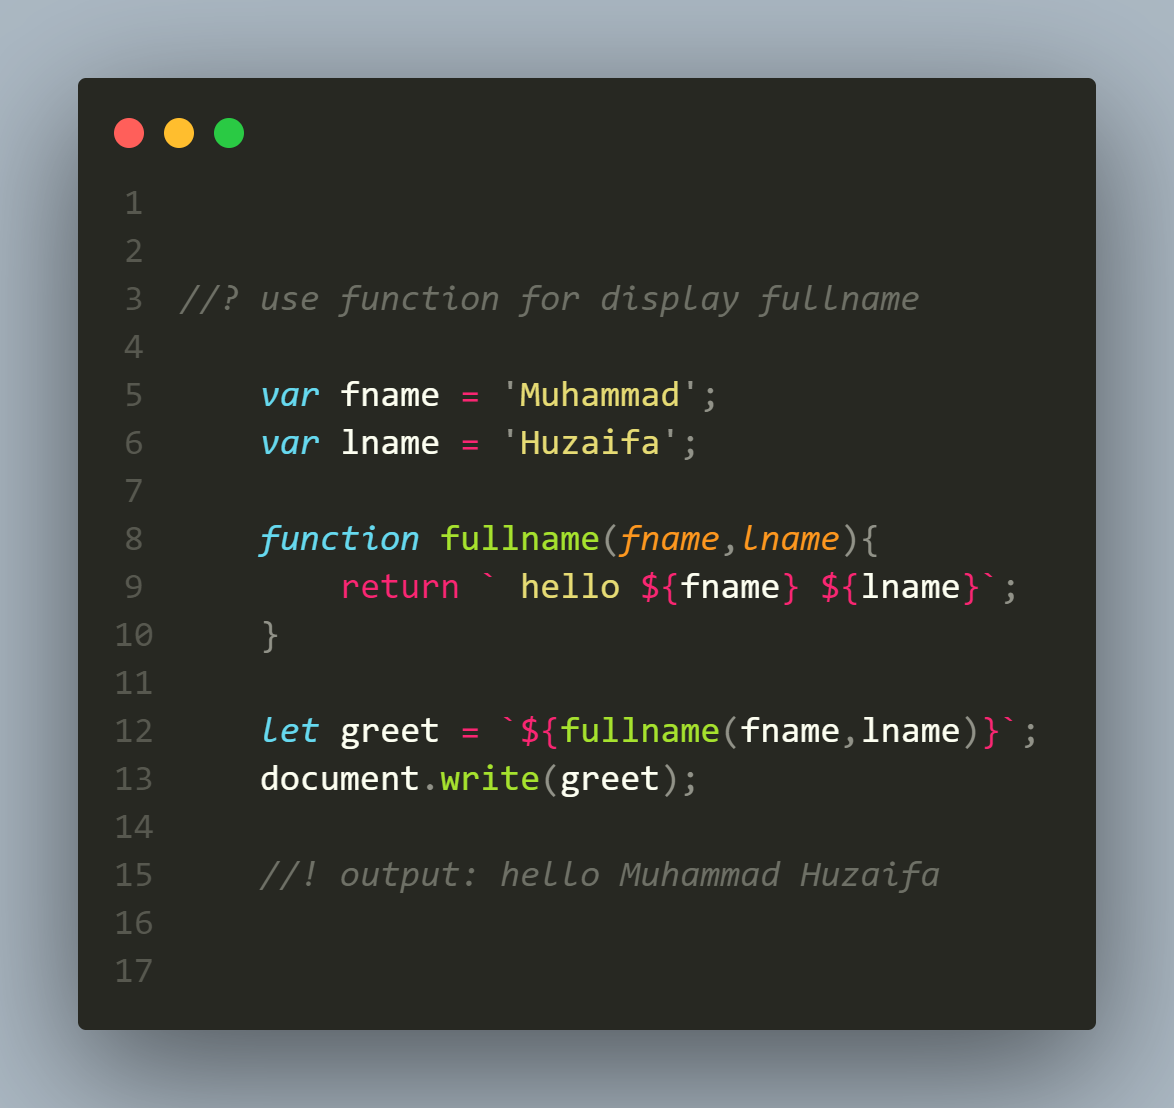 1
2
3 //? use function for display fullname
4
5 var fname = 'Muhammad';
6 var lname = 'Huzaifa';
7
8 function fullname(fname,lname){
9 return ` hello ${fname} ${lname}`;
10 }
11
12 let greet = `${fullname(fname,lname)}`;
13 document.write(greet);
14
15 //! output: hello Muhammad Huzaifa
16
17